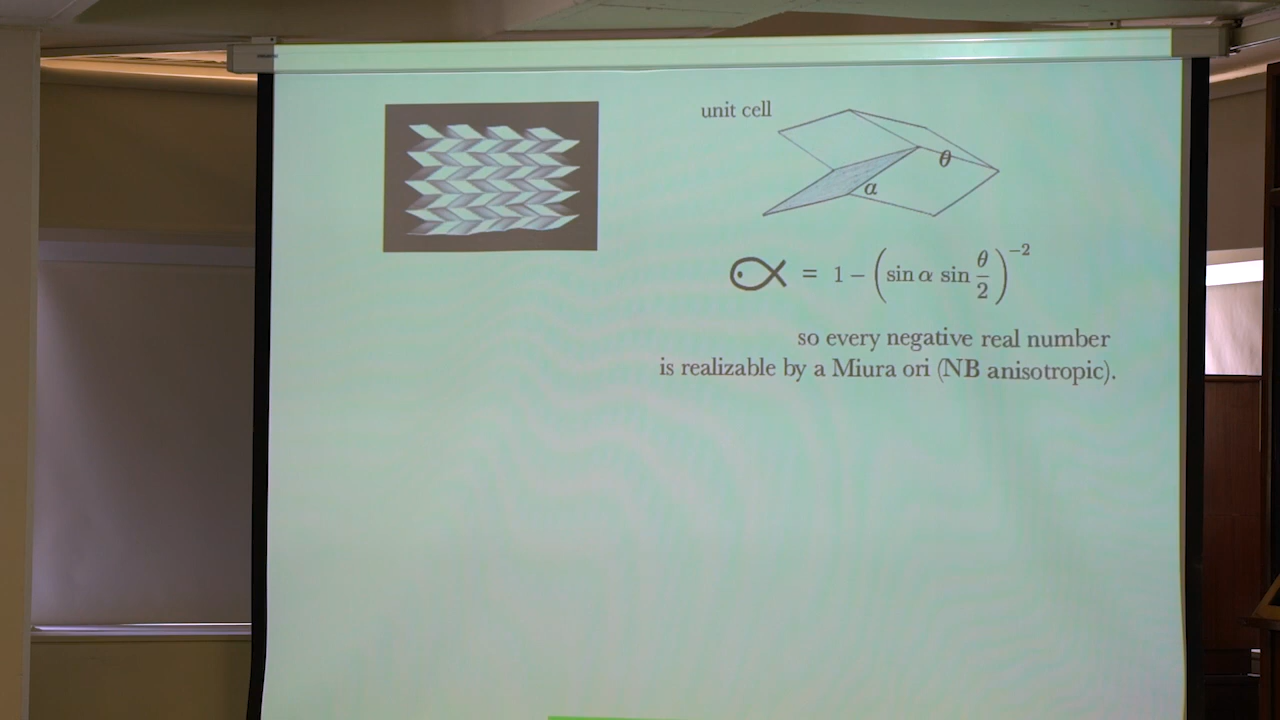 unit cell
θ
α
= 1 − (sin α sin θ/2)^−2
so every negative real number
is realizable by a Miura ori (NB anisotropic).